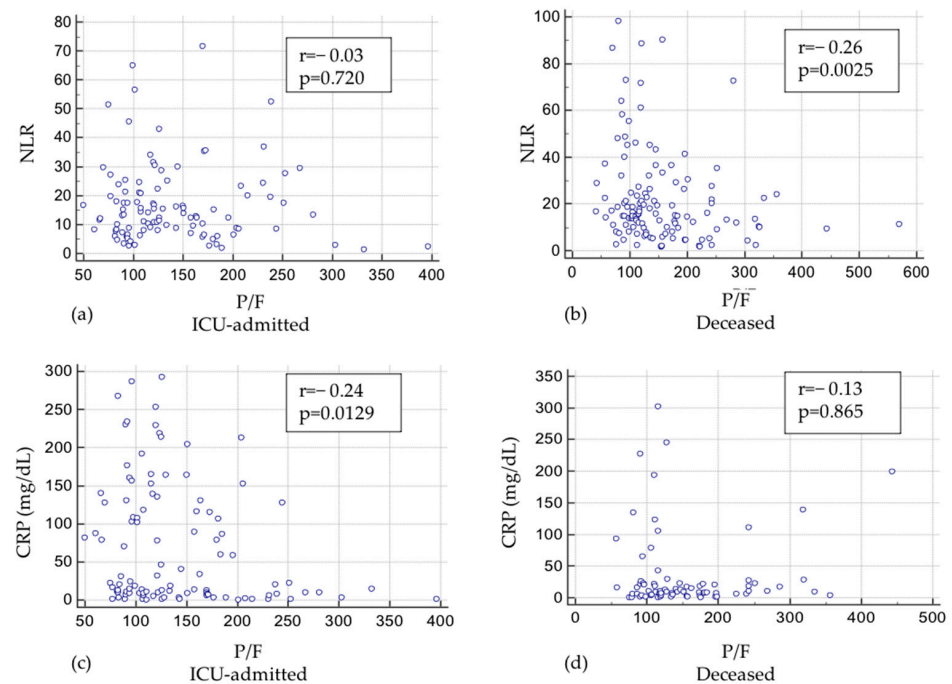 80
70
60
50
40
30
20
10
0
NLR
r=− 0.03
p=0.720
50 100 150 200 250 300 350 400
P/F
(a)
ICU-admitted
100
80
60
40
20
0
NLR
r=− 0.26
p=0.0025
0 100 200 300 400 500 600
P/F
(b)
Deceased
300
250
200
150
100
50
0
CRP (mg/dL)
r=− 0.24
p=0.0129
50 100 150 200 250 300 350 400
P/F
(c)
ICU-admitted
350
300
250
200
150
100
50
0
CRP (mg/dL)
r=− 0.13
p=0.865
0 100 200 300 400 500
P/F
(d)
Deceased